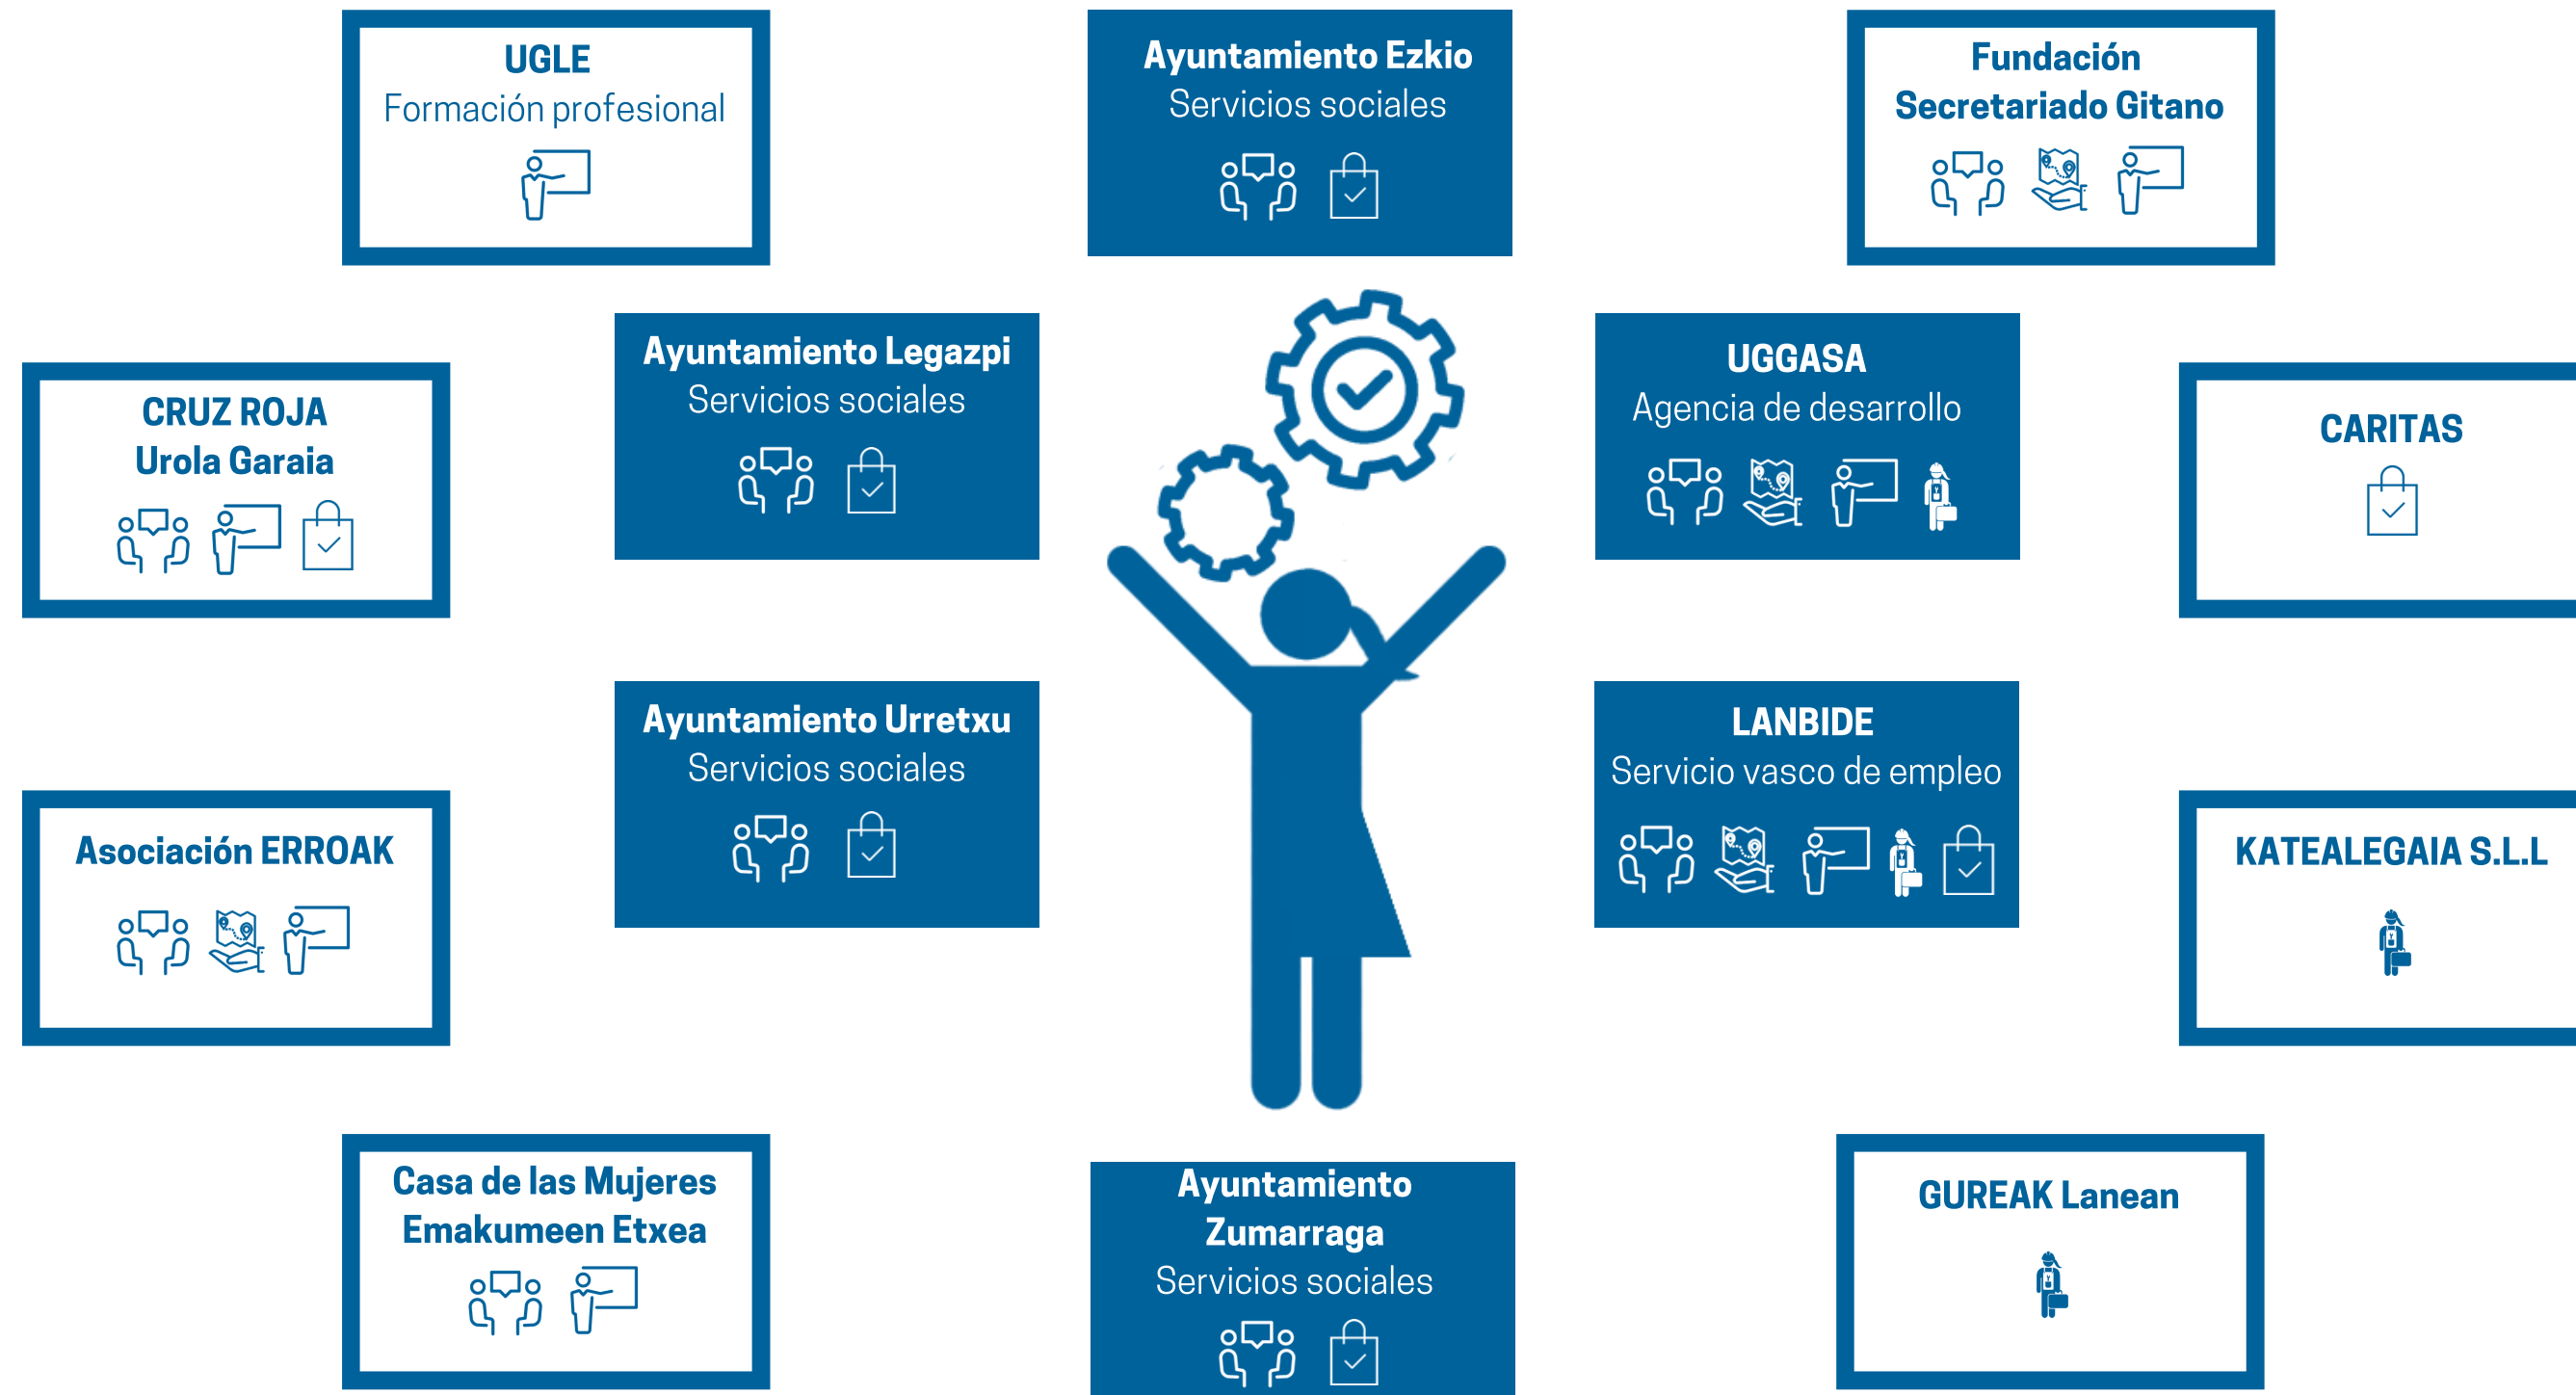 UGLE
Formación profesional
Ayuntamiento Ezkio
Servicios sociales
Fundación
Secretariado Gitano
Ayuntamiento Legazpi
Servicios sociales
UGGASA
Agencia de desarrollo
CRUZ ROJA
Urola Garaia
CARITAS
Ayuntamiento Urretxu
Servicios sociales
LANBIDE
Servicio vasco de empleo
Asociación ERROAK
KATEALEGAIA S.L.L
Casa de las Mujeres
Emakumeen Etxea
Ayuntamiento
Zumarraga
Servicios sociales
GUREAK Lanean